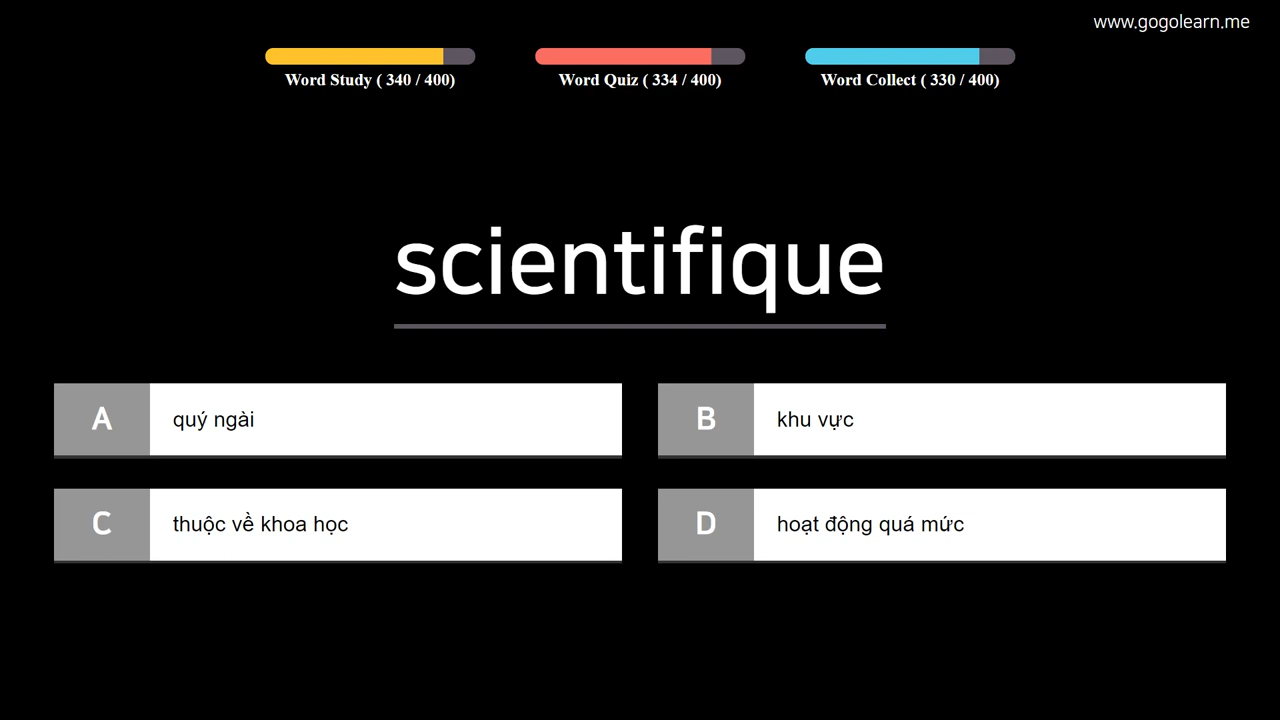 www.gogolearn.me
Word Study ( 340 / 400)
Word Quiz ( 334 / 400)
Word Collect ( 330 / 400)
scientifique
A
quý ngài
B
khu vực
C
thuộc về khoa học
D
hoạt động quá mức